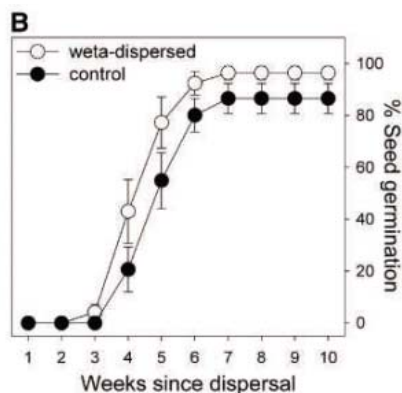 B
weta-dispersed
control
100
80
60
40
20
0
% Seed germination
1 2 3 4 5 6 7 8 9 10
Weeks since dispersal